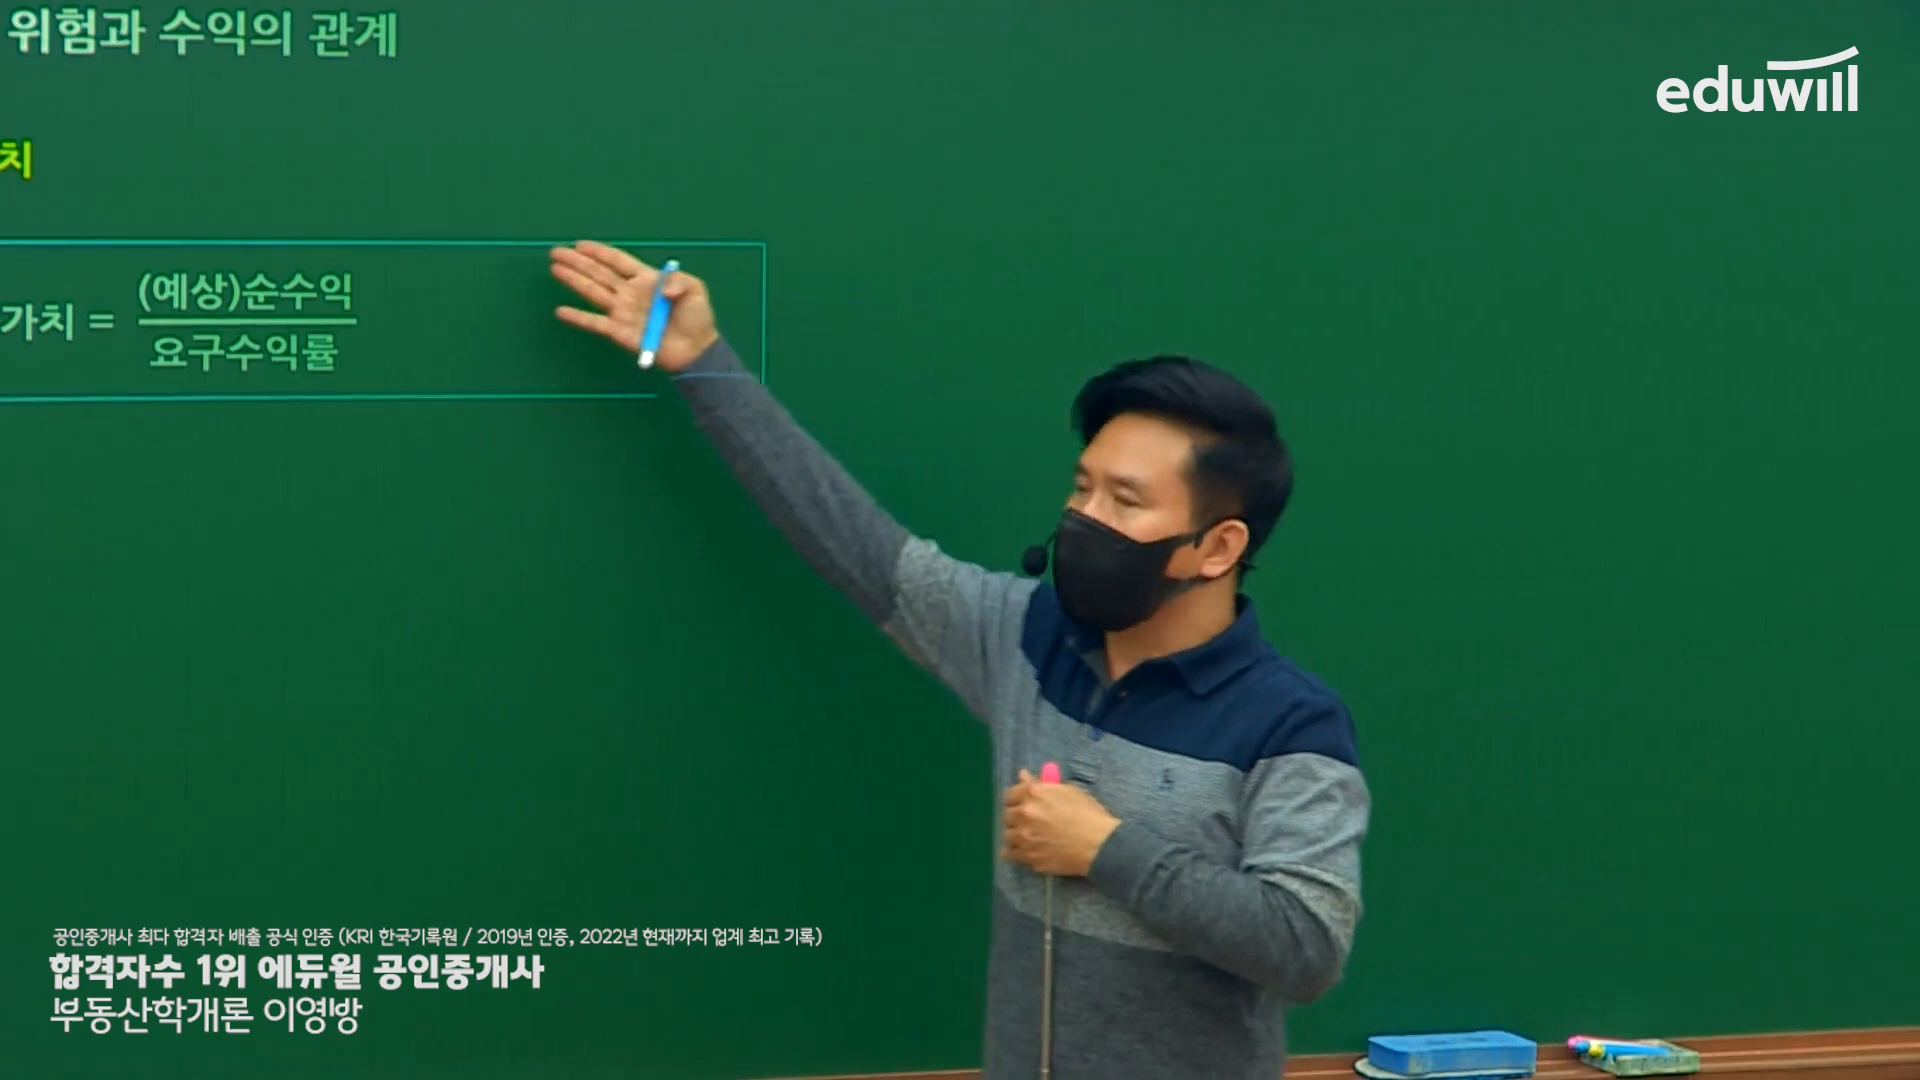 위험과 수익의 관계
eduwill
치
가치 = (예상)순수익
요구수익률
공인중개사 최다 합격자 배출 공식 인증 (KRI 한국기록원 / 2019년 인증, 2022년 현재까지 업계 최고 기록)
합격자수 1위 에듀윌 공인중개사
부동산학개론 이영방